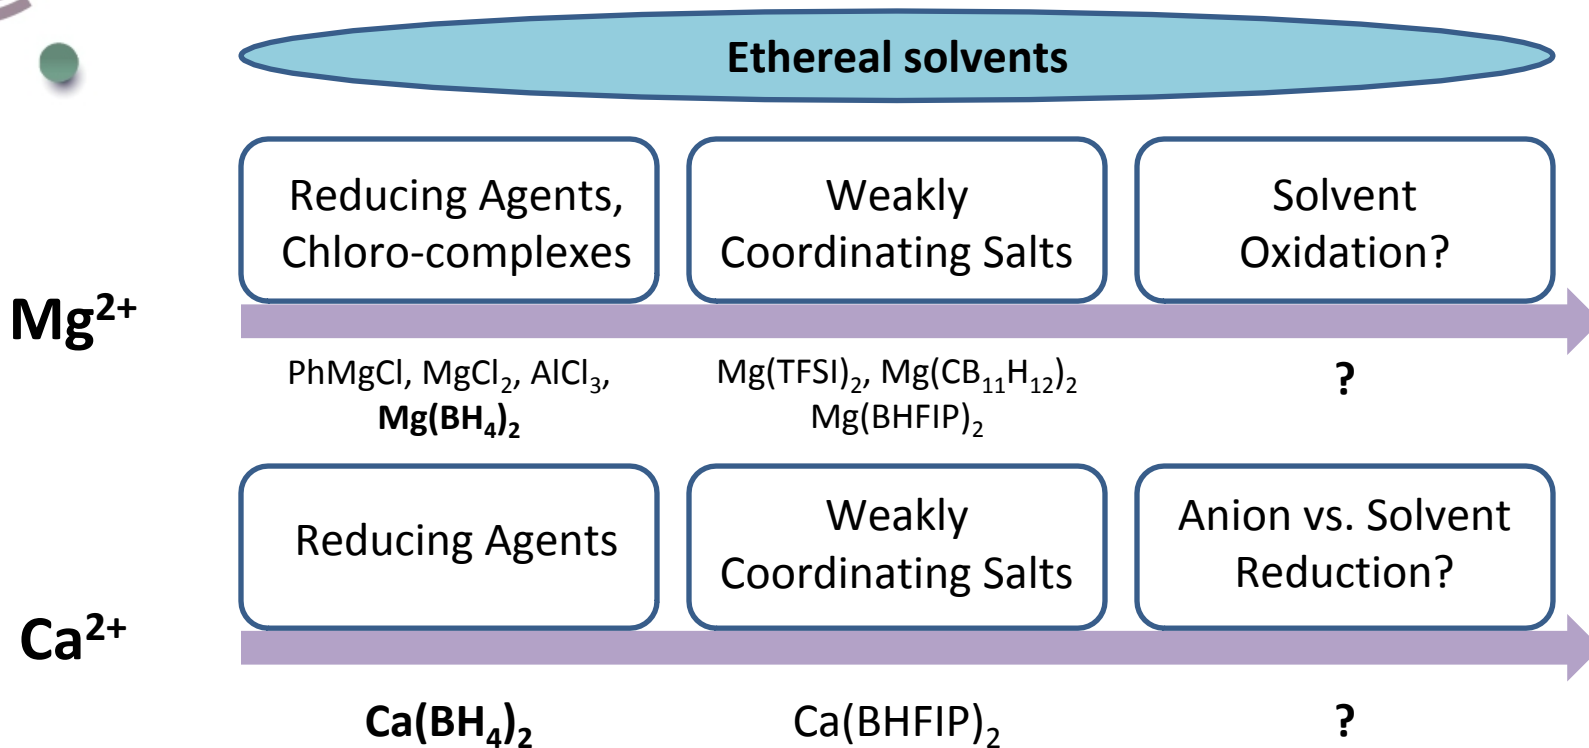 Ethereal solvents
Reducing Agents,
Chloro-complexes
Weakly
Coordinating Salts
Solvent
Oxidation?
Mg²⁺
PhMgCl, MgCl₂, AlCl₃,
Mg(BH₄)₂
Mg(TFSI)₂, Mg(CB₁₁H₁₂)₂
Mg(BHFIP)₂
?
Reducing Agents
Weakly
Coordinating Salts
Anion vs. Solvent
Reduction?
Ca²⁺
Ca(BH₄)₂
Ca(BHFIP)₂
?